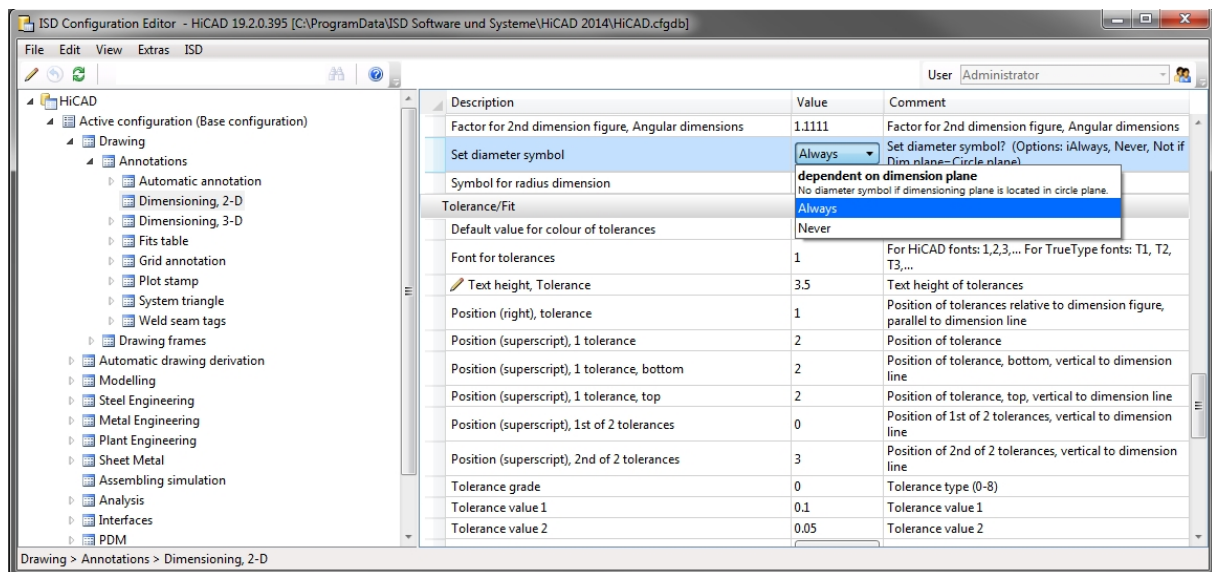 ISD Configuration Editor - HiCAD 19.2.0.395 [C:\ProgramData\ISD Software und Systeme\HiCAD 2014\HiCAD.cfgdb]
File Edit View Extras ISD
User Administrator
HiCAD
Active configuration (Base configuration)
Drawing
Annotations
Automatic annotation
Dimensioning, 2-D
Dimensioning, 3-D
Fits table
Grid annotation
Plot stamp
System triangle
Weld seam tags
Drawing frames
Automatic drawing derivation
Modelling
Steel Engineering
Metal Engineering
Plant Engineering
Sheet Metal
Assembling simulation
Analysis
Interfaces
PDM
Description Value Comment
Factor for 2nd dimension figure, Angular dimensions 1.1111 Factor for 2nd dimension figure, Angular dimensions
Set diameter symbol Always Set diameter symbol? (Options: iAlways, Never, Not if
Dim plane=Circle plane)
dependent on dimension plane
No diameter symbol if dimensioning plane is located in circle plane.
Always
Never
Symbol for radius dimension
Tolerance/Fit
Default value for colour of tolerances
Font for tolerances 1 For HiCAD fonts: 1,2,3,... For TrueType fonts: T1, T2,
T3,...
Text height, Tolerance 3.5 Text height of tolerances
Position (right), tolerance 1 Position of tolerances relative to dimension figure,
parallel to dimension line
Position (superscript), 1 tolerance 2 Position of tolerance
Position (superscript), 1 tolerance, bottom 2 Position of tolerance, bottom, vertical to dimension
line
Position (superscript), 1 tolerance, top 2 Position of tolerance, top, vertical to dimension line
Position (superscript), 1st of 2 tolerances 0 Position of 1st of 2 tolerances, vertical to dimension
line
Position (superscript), 2nd of 2 tolerances 3 Position of 2nd of 2 tolerances, vertical to dimension
line
Tolerance grade 0 Tolerance type (0-8)
Tolerance value 1 0.1 Tolerance value 1
Tolerance value 2 0.05 Tolerance value 2
Drawing > Annotations > Dimensioning, 2-D